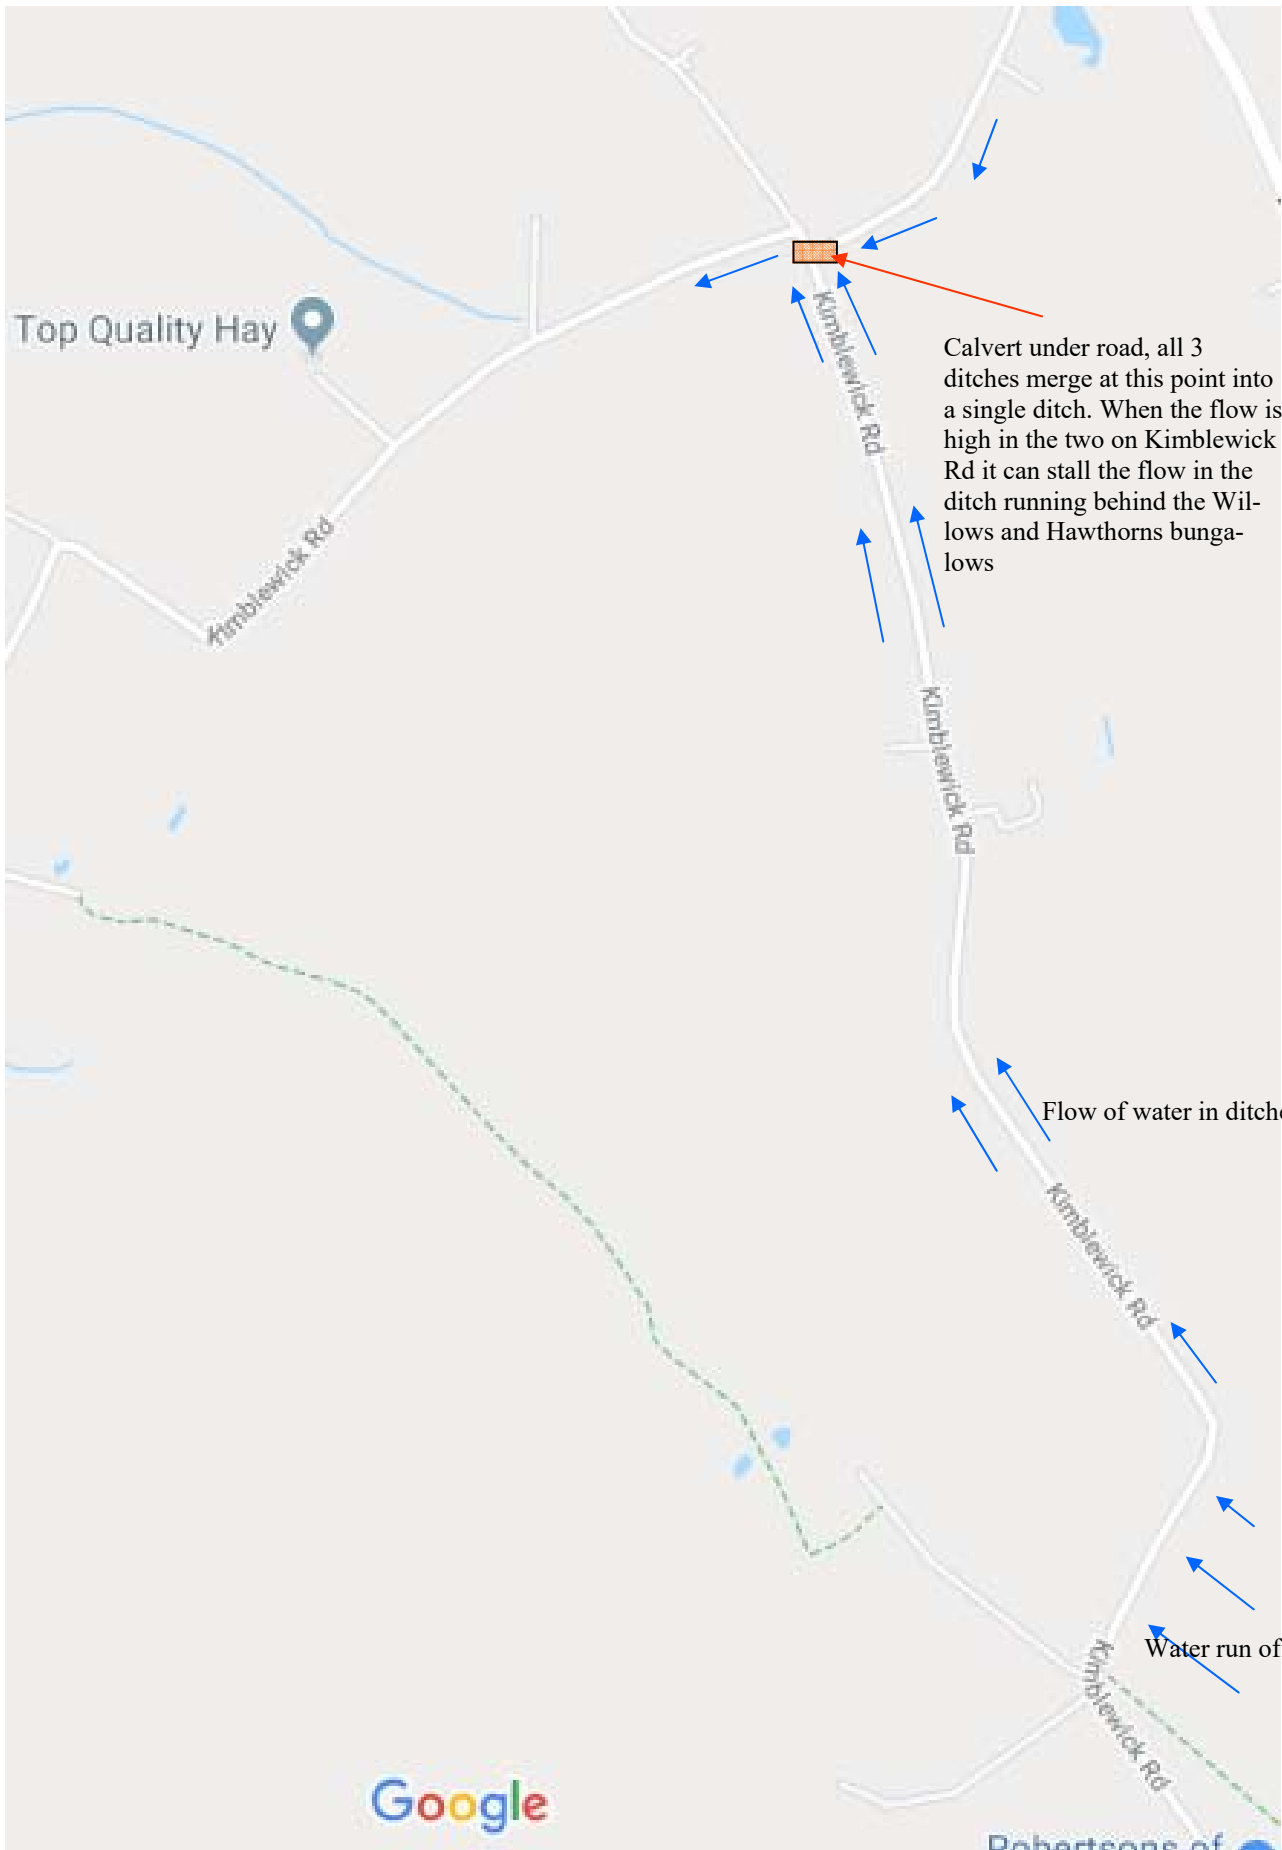 Top Quality Hay
Kimblewick Rd
Calvert under road, all 3
ditches merge at this point into
a single ditch. When the flow is
high in the two on Kimblewick
Rd it can stall the flow in the
ditch running behind the Wil-
lows and Hawthorns bunga-
lows
Kimblewick Rd
Kimblewick Rd
Flow of water in ditche
Kimblewick Rd
Water run of
Kimblewick Rd
Google
Robertsons of